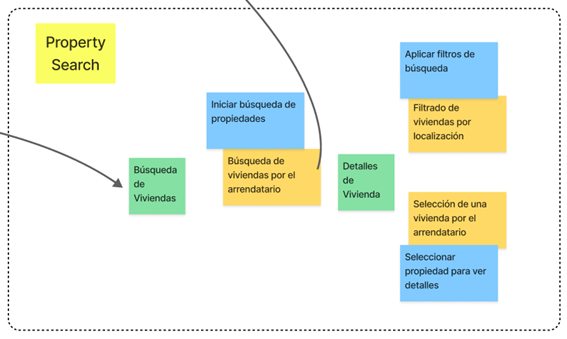 Property
Search
Iniciar búsqueda de
propiedades
Búsqueda de
viviendas por el
arrendatario
Búsqueda
de
Viviendas
Detalles
de
Vivienda
Aplicar filtros de
búsqueda
Filtrado de
viviendas por
localización
Selección de una
vivienda por el
arrendatario
Seleccionar
propiedad para ver
detalles